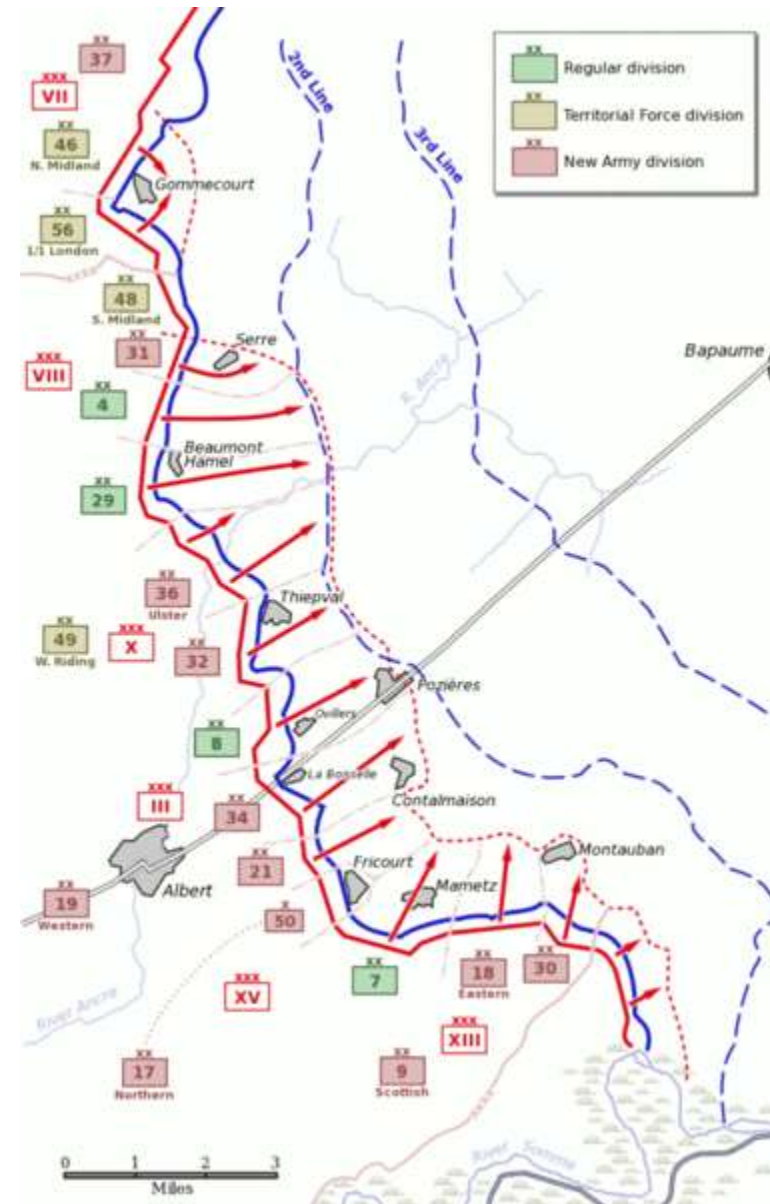 XX
37
XXX
VII
XX
46
N. Midland
Gommecourt
XX
56
1/1 London
XXXX
XX
48
S. Midland
XX
31
Serre
XXX
VIII
XX
4
Beaumont
Hamel
XX
29
2nd Line
3rd Line
XX
Regular division
XX
Territorial Force division
XX
New Army division
Bapaume
R. Ancre
XX
36
Ulster
Thiepval
XX
49
W. Riding
XXX
X
XX
32
Pozières
XX
8
Ovillers
La Boiselle
XXX
III
XX
34
Contalmaison
Albert
XX
21
Fricourt
Mametz
Montauban
XX
19
Western
X
50
XX
7
XX
18
Eastern
XX
30
XXX
XV
XXX
XIII
River Ancre
XX
17
Northern
XX
9
Scottish
XXXX
River Somme
0 1 2 3
Miles